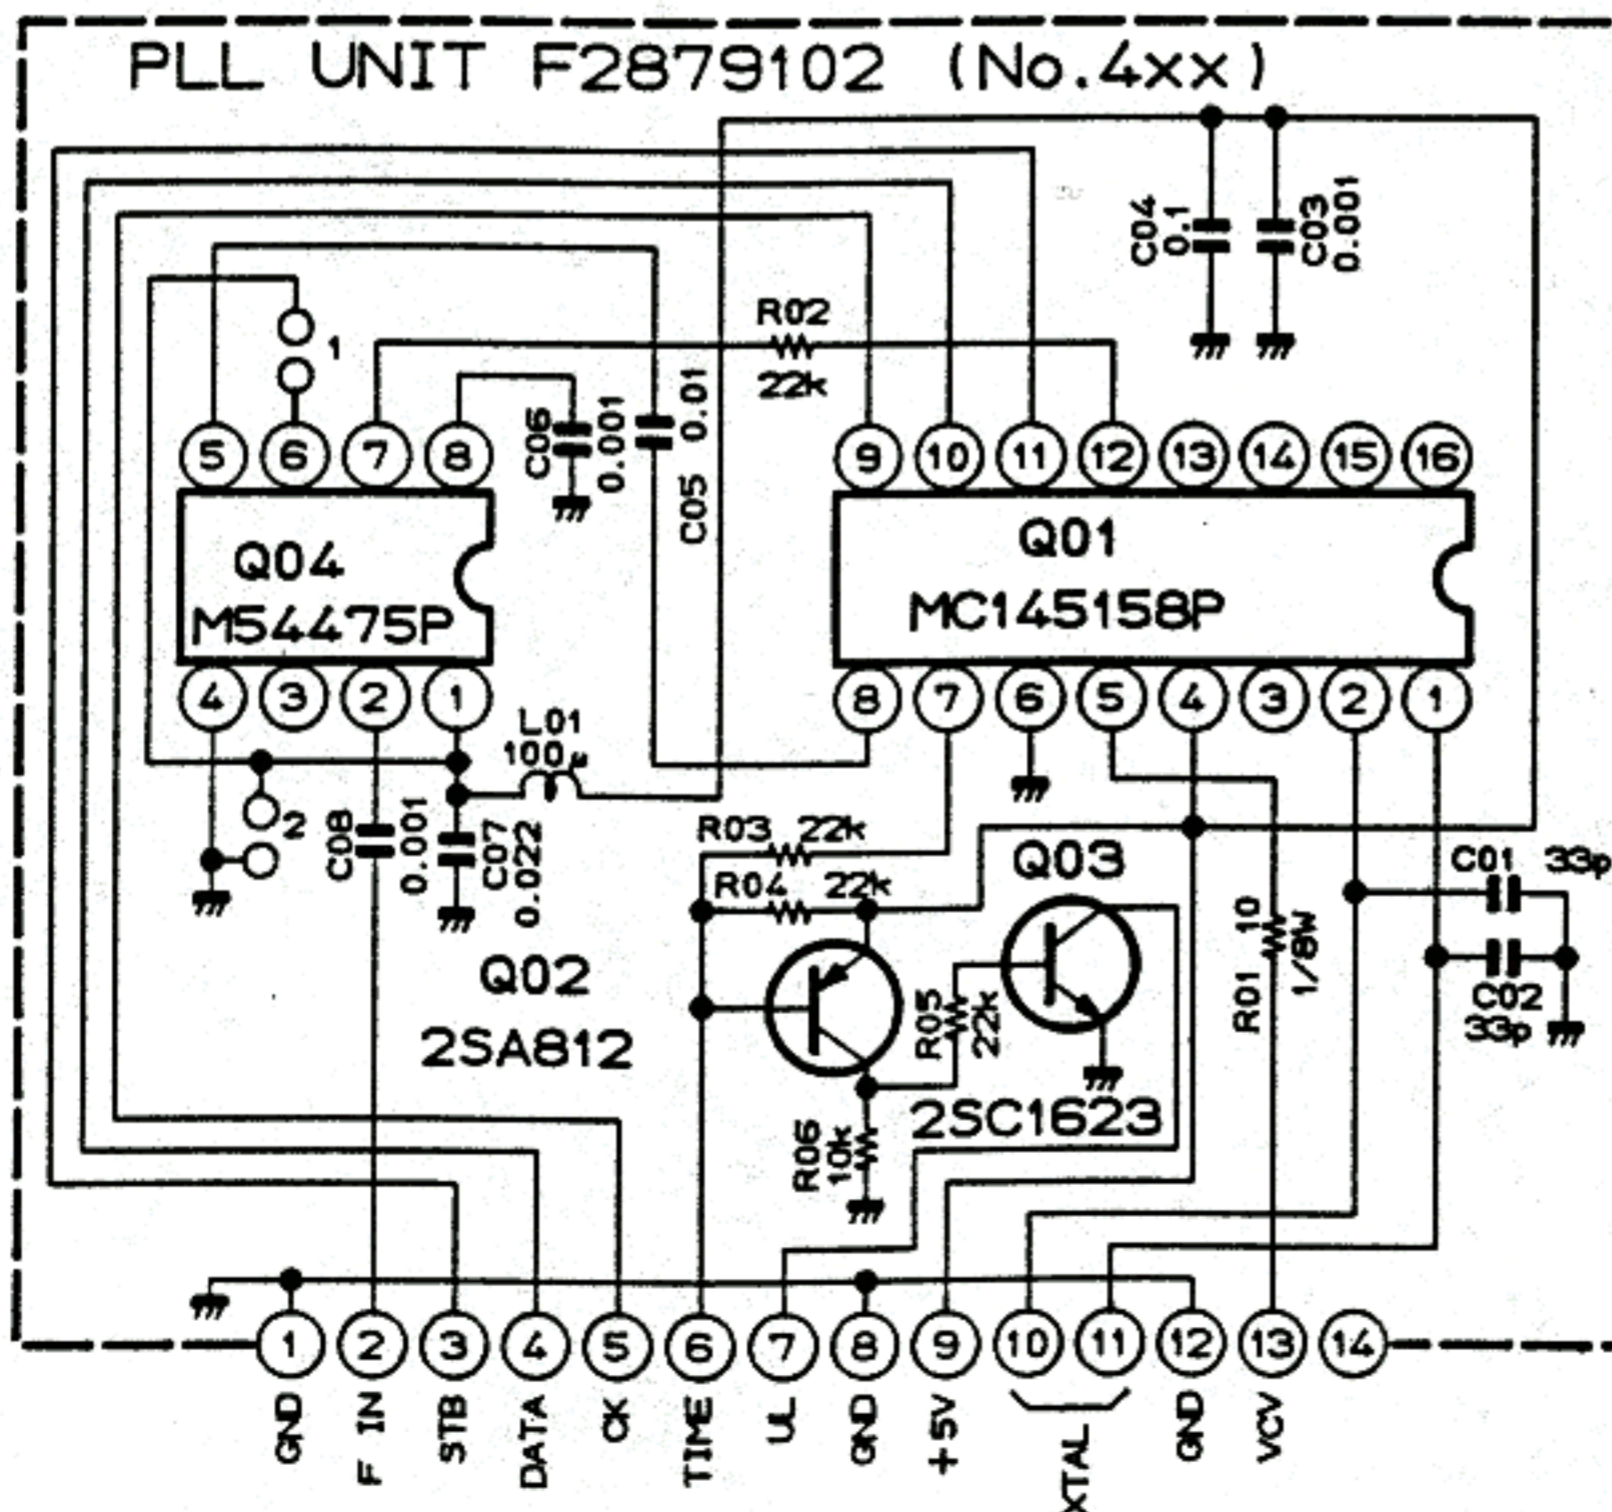 PLL UNIT F2879102 (No.4xx)
C04
0.1
C03
0.001
R02
22k
1
C06
0.001
C05 0.01
5 6 7 8
9 10 11 12 13 14 15 16
Q04
M54475P
Q01
MC145158P
4 3 2 1
8 7 6 5 4 3 2 1
L01
100μ
2
C08
0.001
C07
0.022
R03 22k
R04 22k
Q03
C01 33p
R01 10
1/8W
C02
33p
Q02
2SA812
R05
22k
2SC1623
R06
10k
1 2 3 4 5 6 7 8 9 10 11 12 13 14
GND
F IN
STB
DATA
CK
TIME
UL
GND
+5V
XTAL
GND
VCV